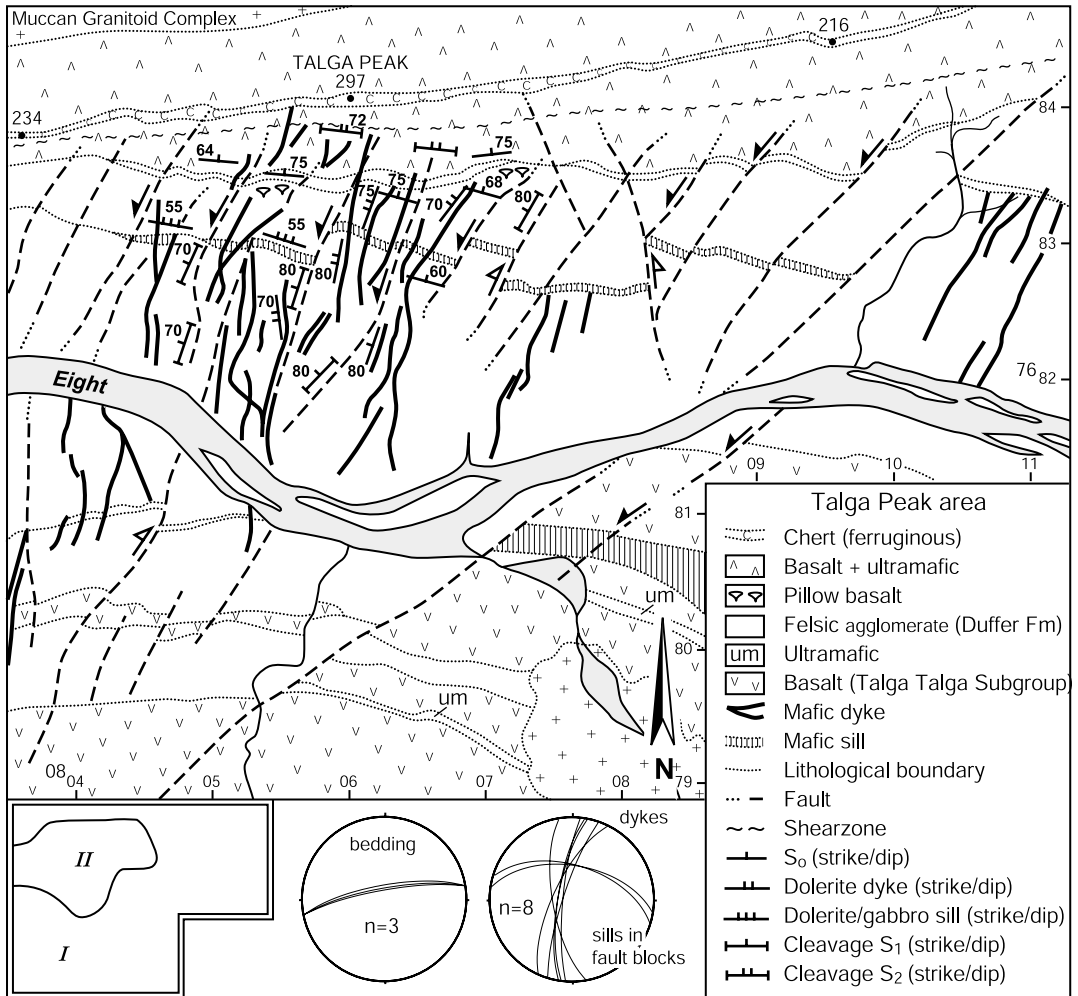 Muccan Granitoid Complex
216
TALGA PEAK
297
234
72
84
64
75
75
75
75
68
70
80
55
55
83
70
80
80
60
70
70
80
80
76 82
Eight
09
10
11
81
um
80
um
08 04
05
06
07
08
79
N
Talga Peak area
C
Chert (ferruginous)
Basalt + ultramafic
Pillow basalt
Felsic agglomerate (Duffer Fm)
um
Ultramafic
Basalt (Talga Talga Subgroup)
Mafic dyke
Mafic sill
Lithological boundary
Fault
Shearzone
So (strike/dip)
Dolerite dyke (strike/dip)
Dolerite/gabbro sill (strike/dip)
Cleavage S1 (strike/dip)
Cleavage S2 (strike/dip)
II
I
bedding
n=3
dykes
n=8
sills in
fault blocks